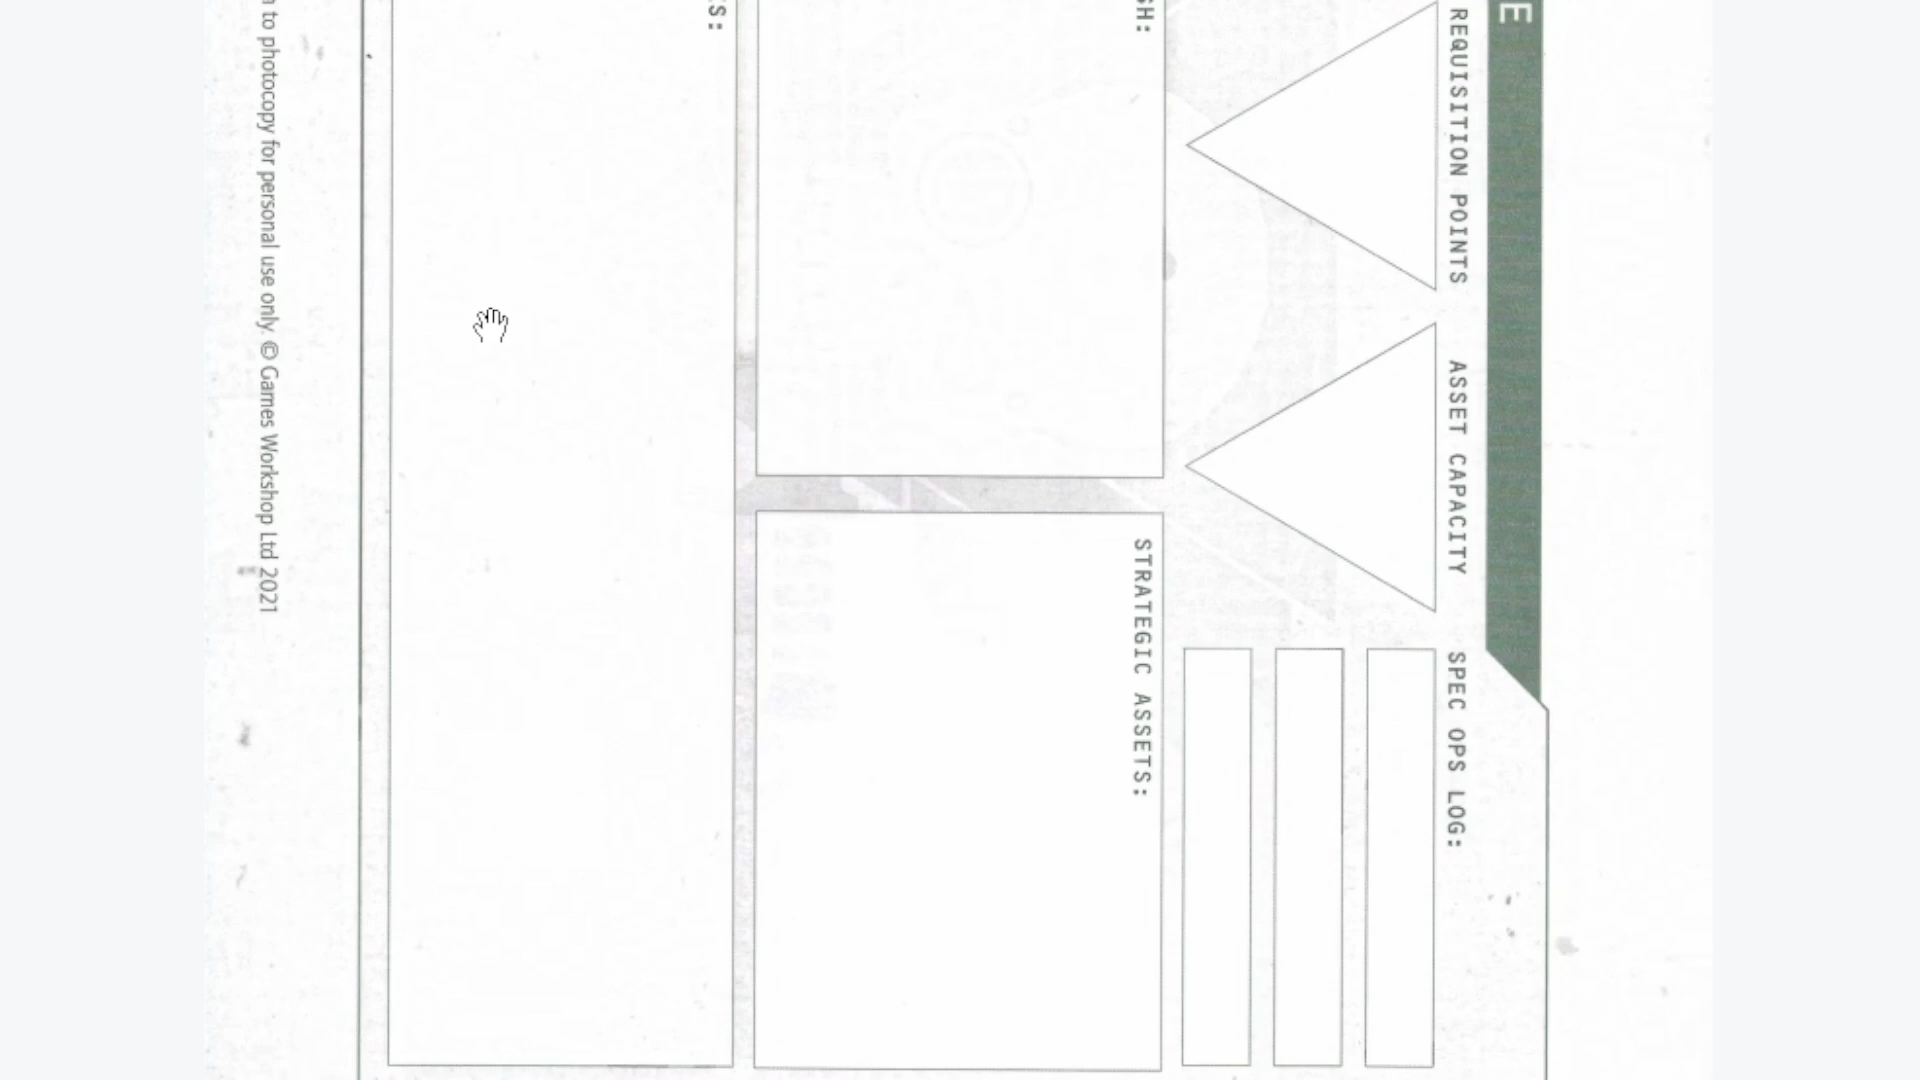 E
REQUISITION POINTS
ASSET CAPACITY
SPEC OPS LOG:
SH:
STRATEGIC ASSETS:
S:
to photocopy for personal use only. © Games Workshop Ltd 2021